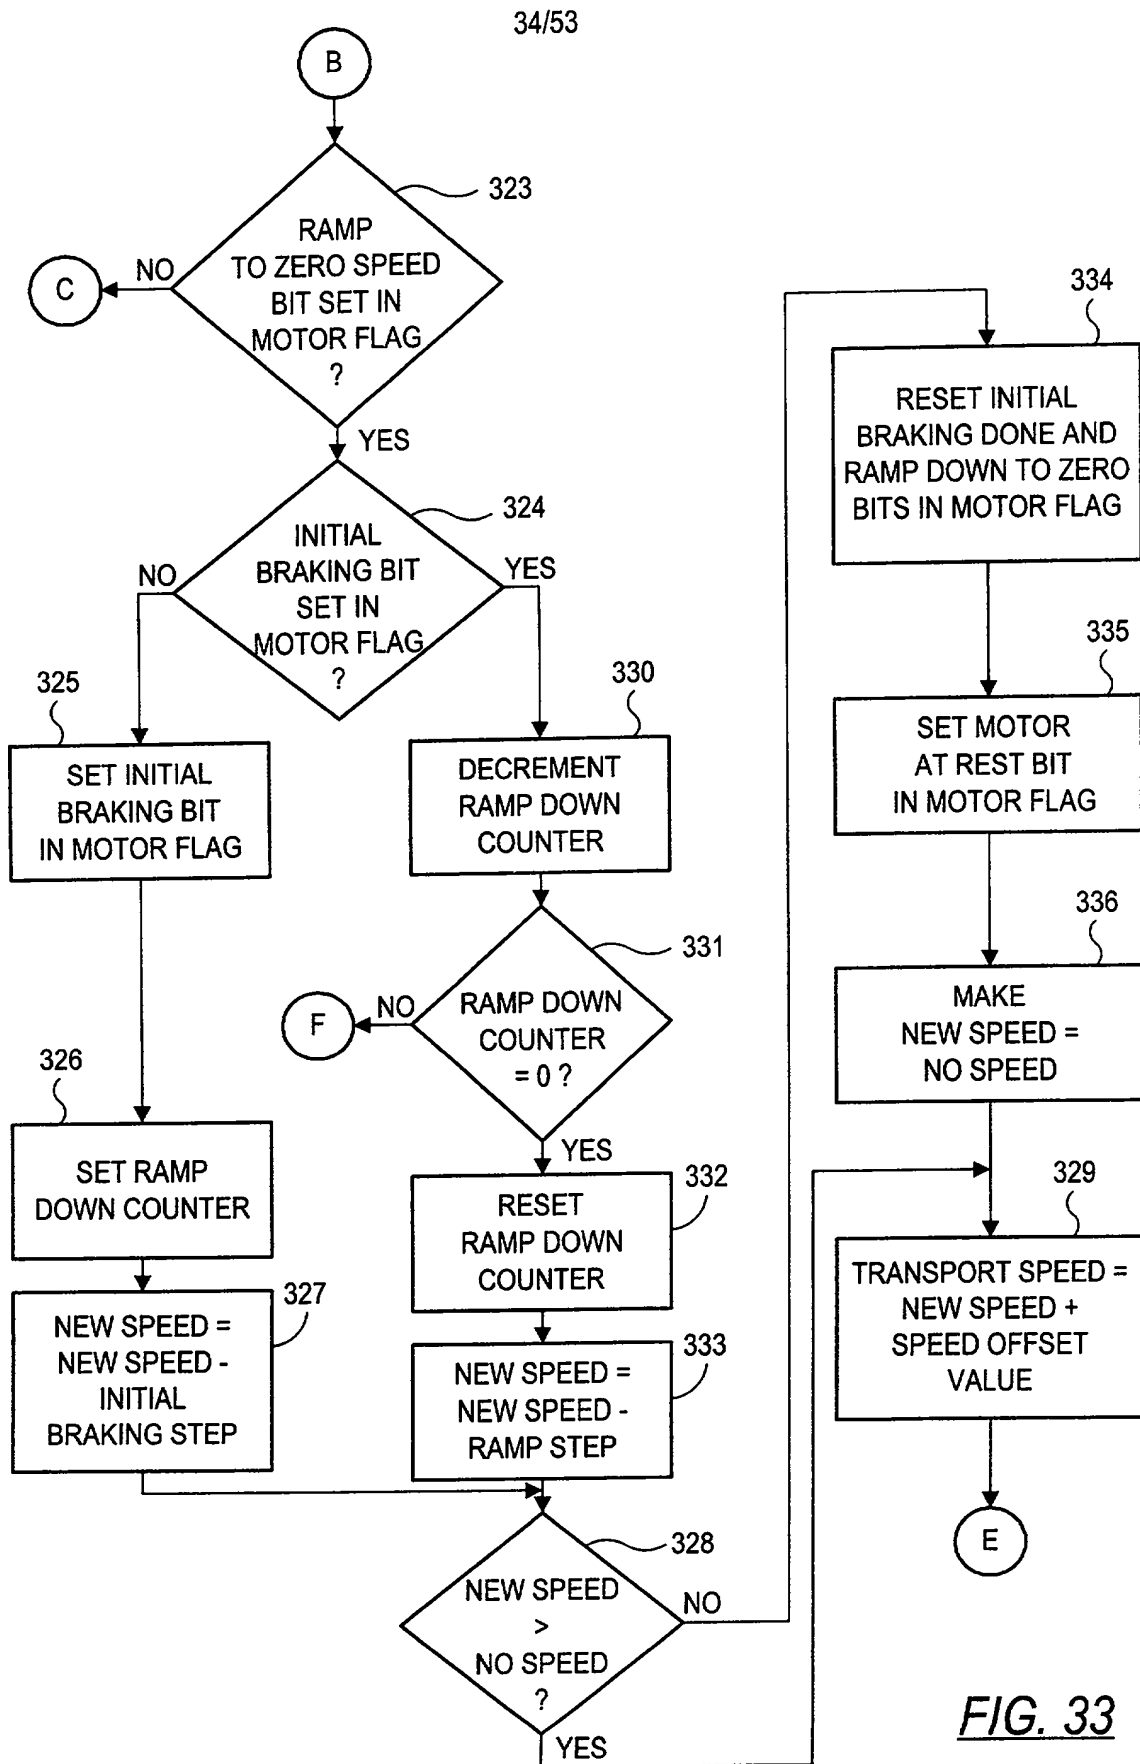 34/53
B
323
RAMP
TO ZERO SPEED
BIT SET IN
MOTOR FLAG
?
NO
C
YES
324
INITIAL
BRAKING BIT
SET IN
MOTOR FLAG
?
NO
YES
325
SET INITIAL
BRAKING BIT
IN MOTOR FLAG
326
SET RAMP
DOWN COUNTER
327
NEW SPEED =
NEW SPEED -
INITIAL
BRAKING STEP
330
DECREMENT
RAMP DOWN
COUNTER
331
RAMP DOWN
COUNTER
= 0 ?
NO
F
YES
332
RESET
RAMP DOWN
COUNTER
333
NEW SPEED =
NEW SPEED -
RAMP STEP
328
NEW SPEED
>
NO SPEED
?
NO
YES
334
RESET INITIAL
BRAKING DONE AND
RAMP DOWN TO ZERO
BITS IN MOTOR FLAG
335
SET MOTOR
AT REST BIT
IN MOTOR FLAG
336
MAKE
NEW SPEED =
NO SPEED
329
TRANSPORT SPEED =
NEW SPEED +
SPEED OFFSET
VALUE
E
FIG. 33